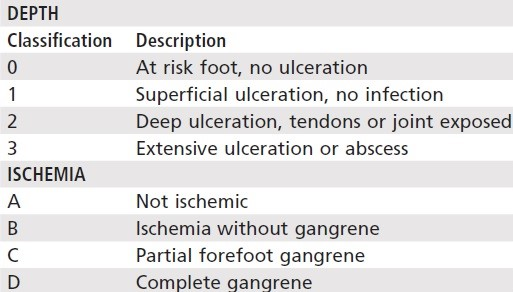 DEPTH
Classification Description
0 At risk foot, no ulceration
1 Superficial ulceration, no infection
2 Deep ulceration, tendons or joint exposed
3 Extensive ulceration or abscess
ISCHEMIA
A Not ischemic
B Ischemia without gangrene
C Partial forefoot gangrene
D Complete gangrene